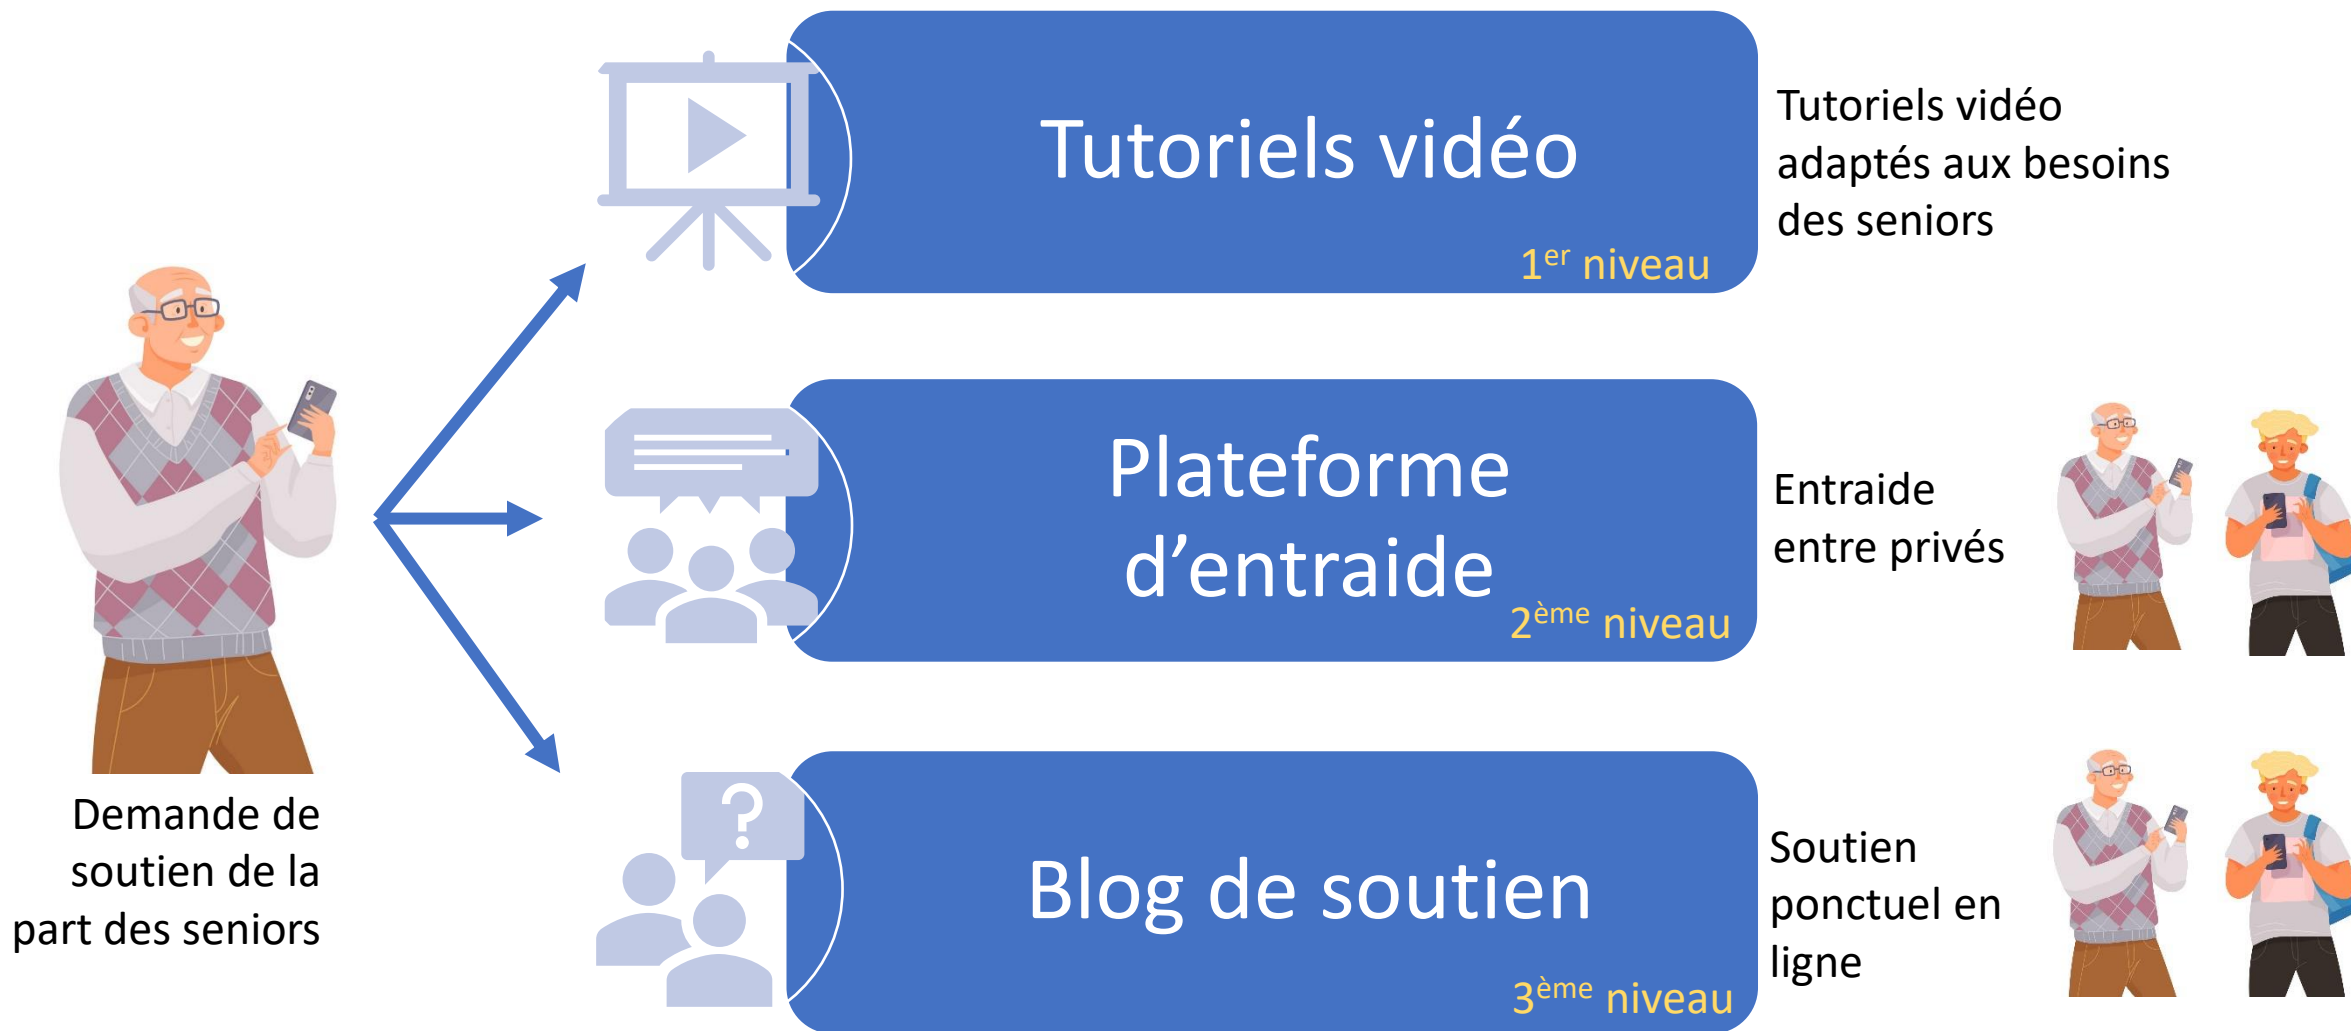 Demande de
soutien de la
part des seniors
Tutoriels vidéo
1er niveau
Tutoriels vidéo
adaptés aux besoins
des seniors
Plateforme
d’entraide
2ème niveau
Entraide
entre privés
?
Blog de soutien
3ème niveau
Soutien
ponctuel en
ligne